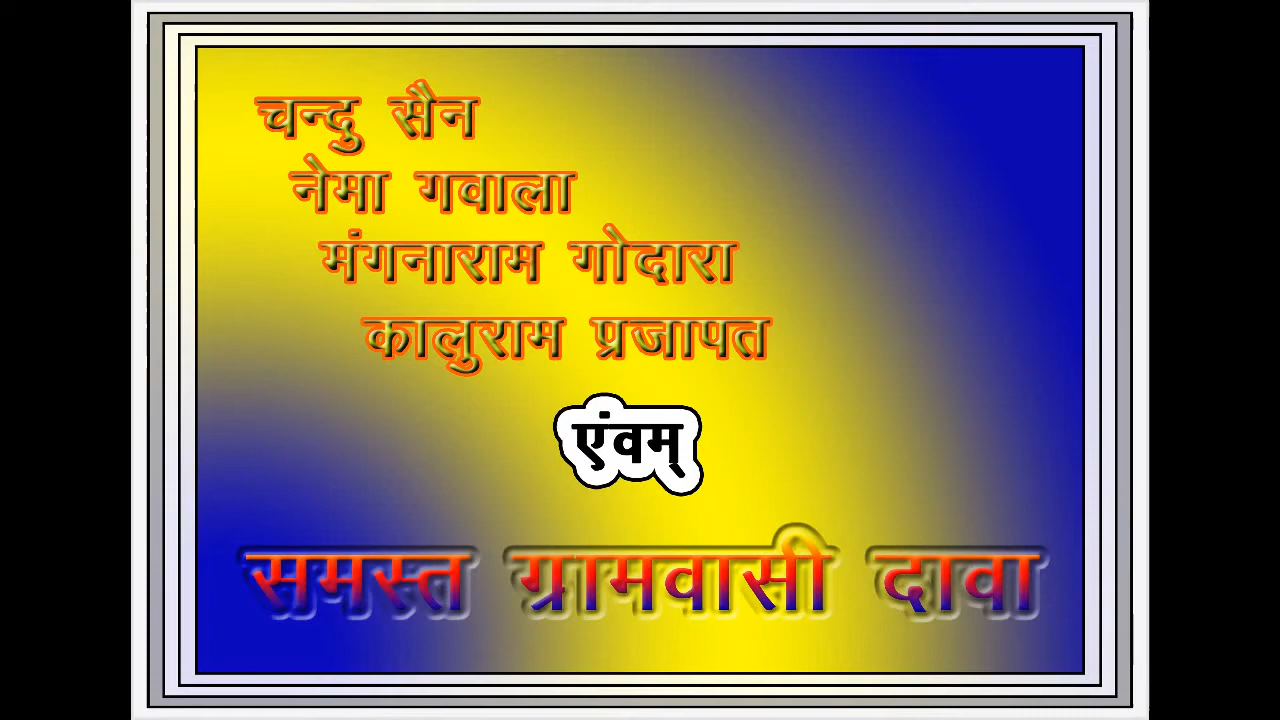 चन्दु सैन
नेमा गवाला
मंगनाराम गोदारा
कालुराम प्रजापत
एंवम्
समस्त ग्रामवासी दावा